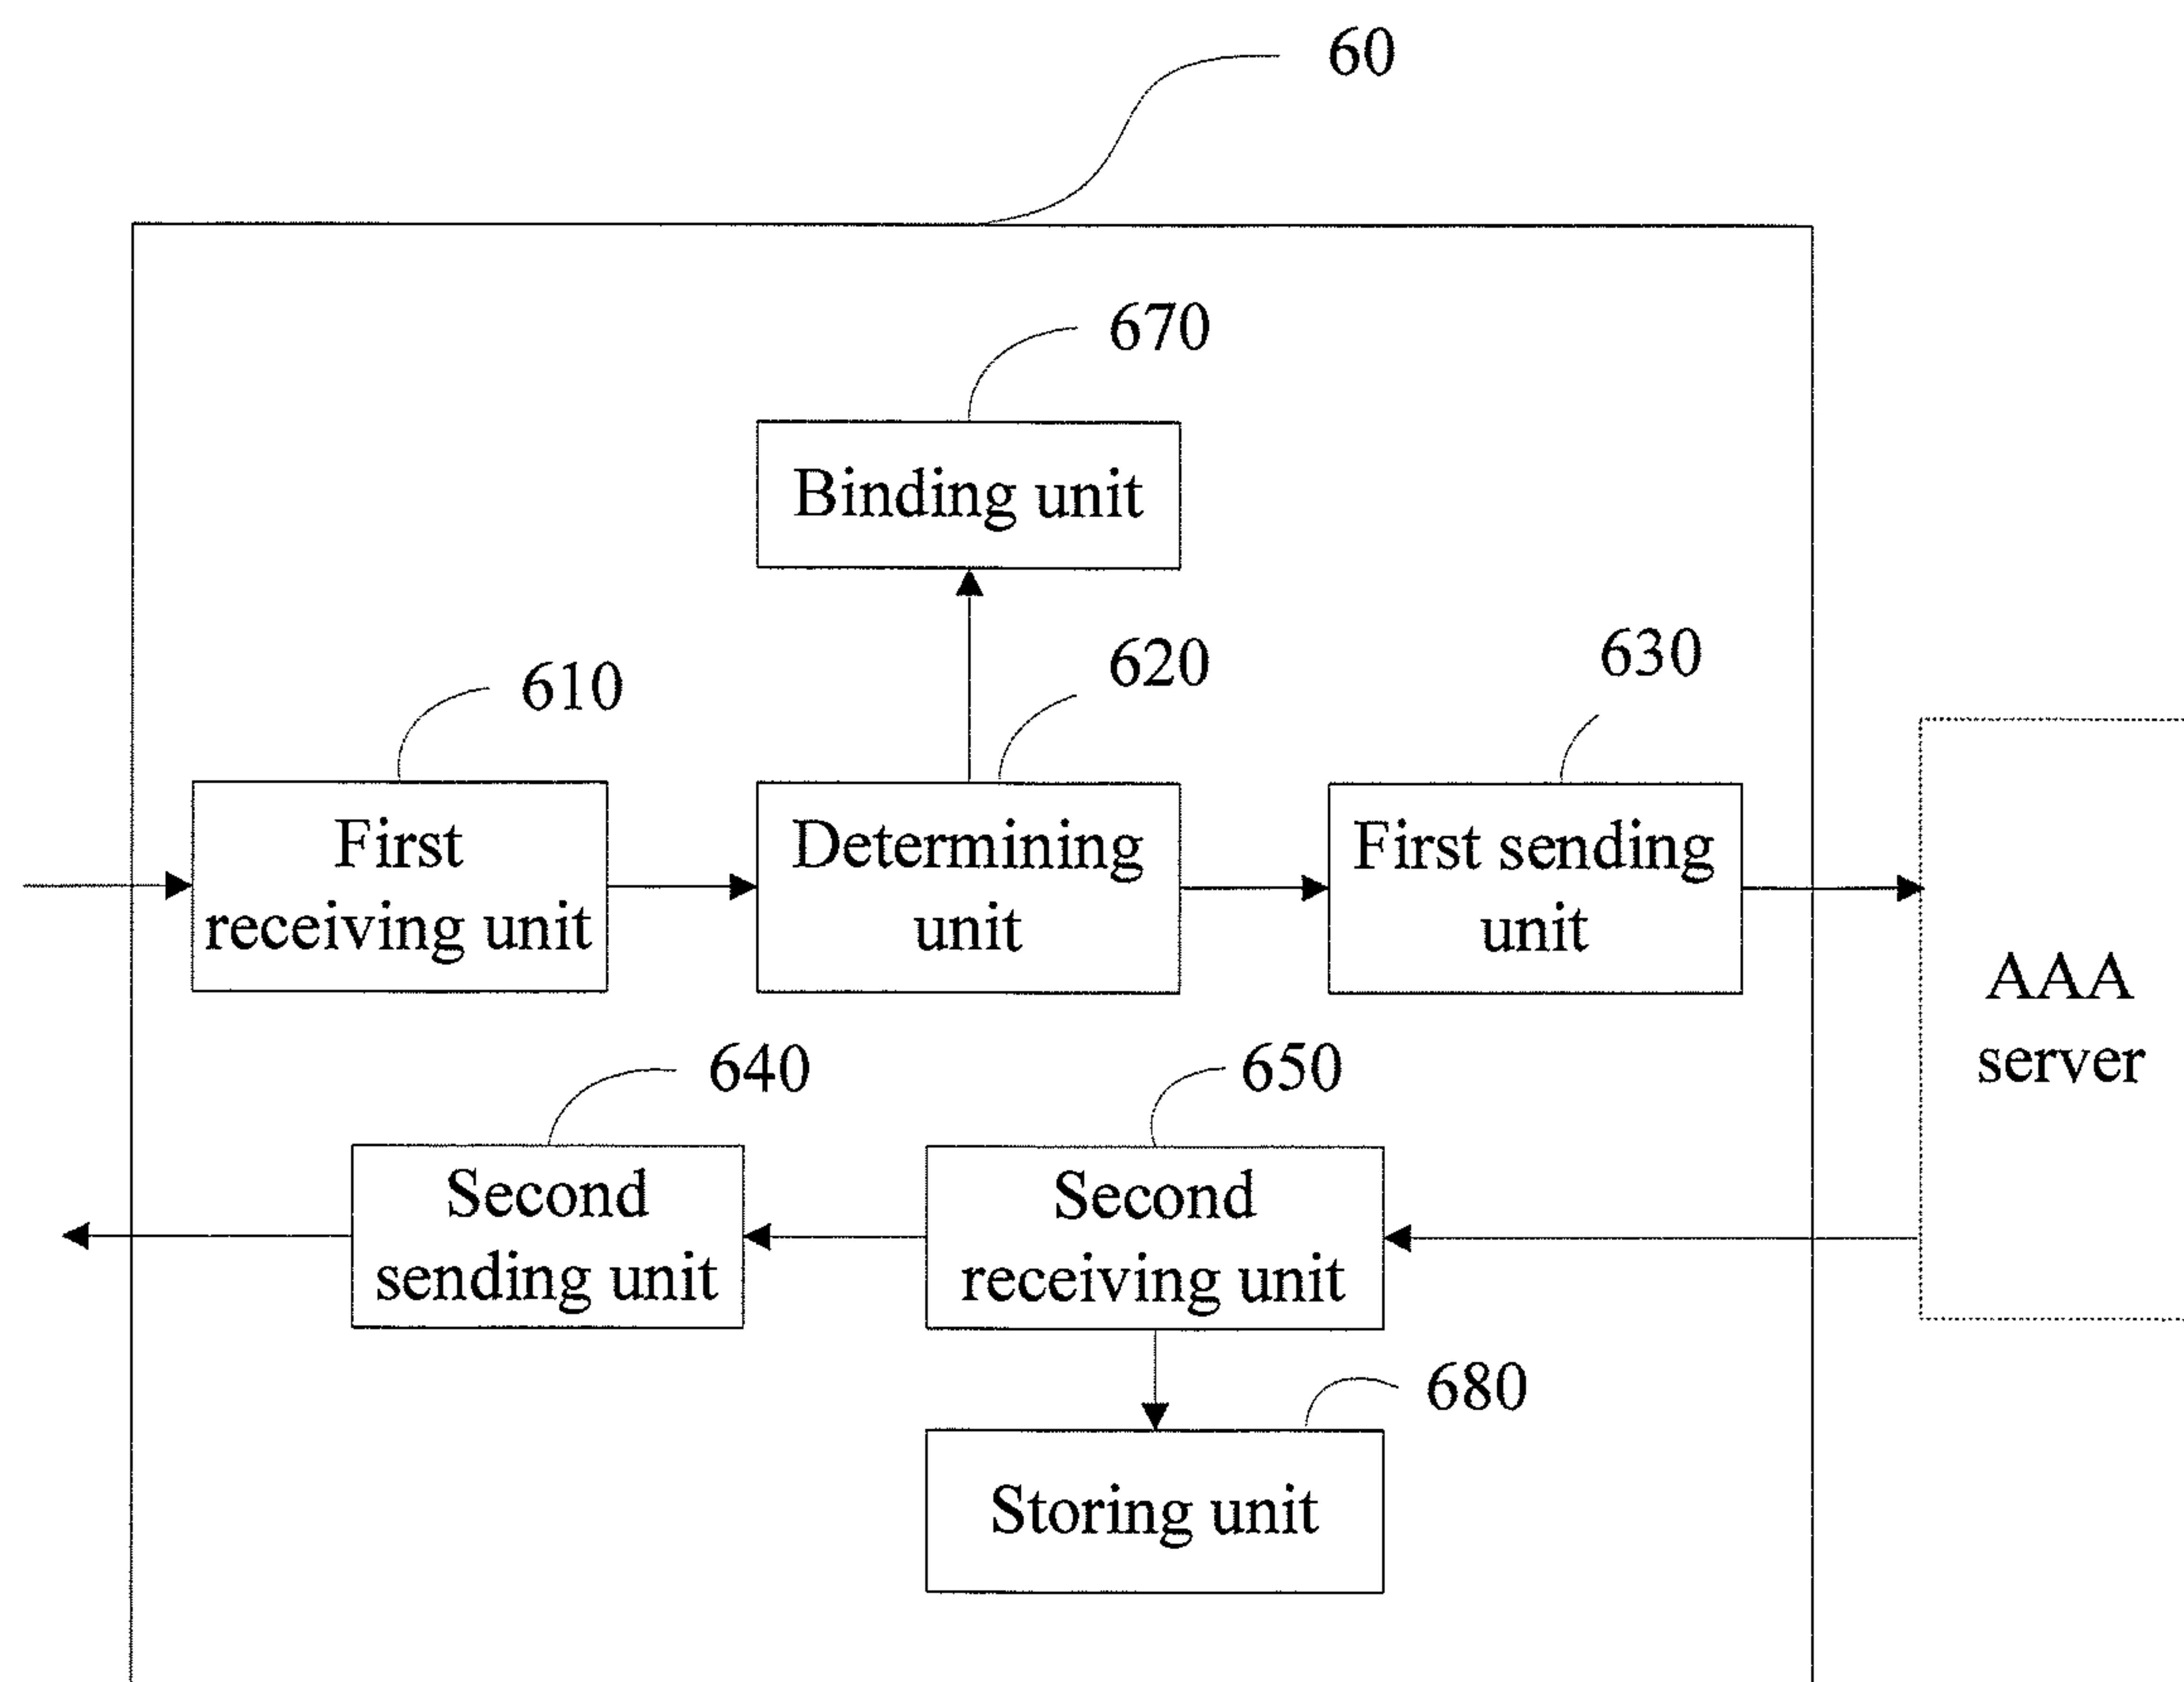 60
670
Binding unit
610
620
630
First
receiving unit
Determining
unit
First sending
unit
AAA
server
640
650
Second
sending unit
Second
receiving unit
680
Storing unit